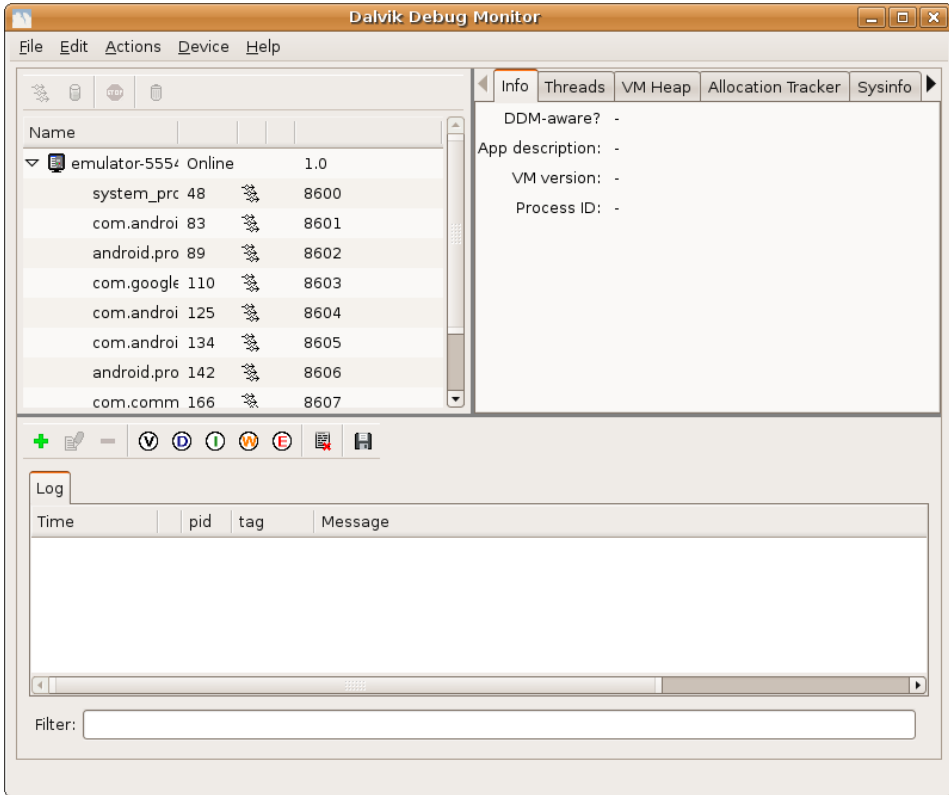 Dalvik Debug Monitor
File Edit Actions Device Help
Name
emulator-5554 Online 1.0
system_prc 48 8600
com.androi 83 8601
android.pro 89 8602
com.google 110 8603
com.androi 125 8604
com.androi 134 8605
android.pro 142 8606
com.comm 166 8607
Info Threads VM Heap Allocation Tracker Sysinfo
DDM-aware? -
App description: -
VM version: -
Process ID: -
V D I W E
Log
Time pid tag Message
Filter: